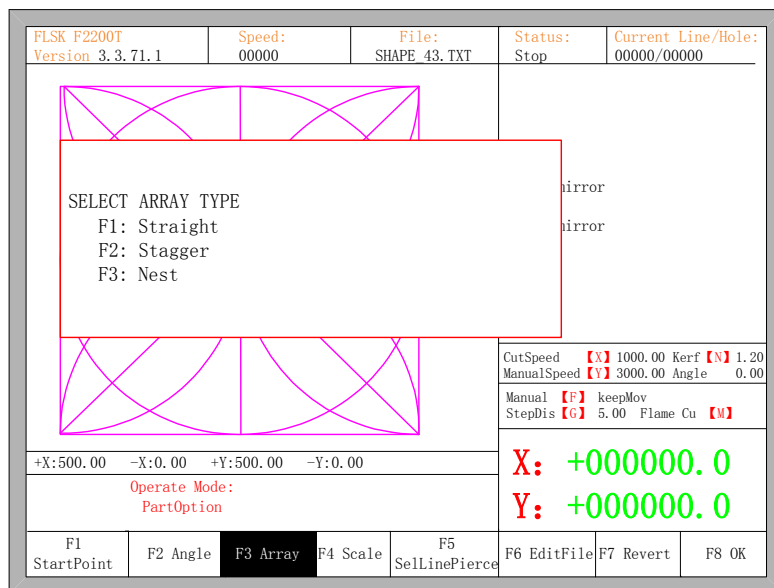 FLSK F2200T Speed: File: Status: Current Line/Hole:
Version 3.3.71.1 00000 SHAPE_43.TXT Stop 00000/00000
SELECT ARRAY TYPE
F1: Straight
F2: Stagger
F3: Nest
irror
irror
CutSpeed 【X】 1000.00 Kerf 【N】 1.20
ManualSpeed 【Y】 3000.00 Angle 0.00
Manual 【F】 keepMov
StepDis 【G】 5.00 Flame Cu 【M】
+X:500.00 -X:0.00 +Y:500.00 -Y:0.00
Operate Mode:
PartOption
X: +000000.0
Y: +000000.0
F1 StartPoint
F2 Angle
F3 Array
F4 Scale
F5 SelLinePierce
F6 EditFile
F7 Revert
F8 OK